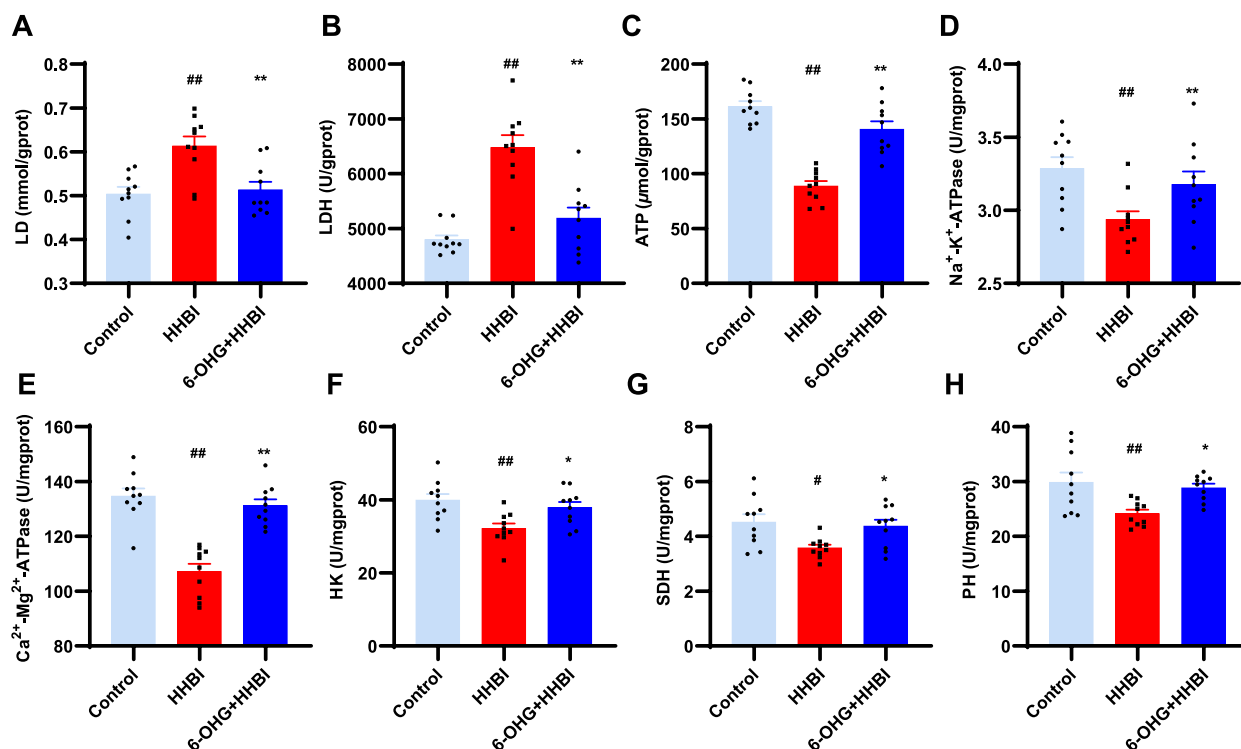 A
LD (mmol/gprot)
0.8
0.7
0.6
0.5
0.4
0.3
##
**
Control
HHBI
6-OHG+HHBI
B
LDH (U/gprot)
8000
7000
6000
5000
4000
##
**
Control
HHBI
6-OHG+HHBI
C
ATP (µmol/gprot)
200
150
100
50
0
##
**
Control
HHBI
6-OHG+HHBI
D
Na⁺-K⁺-ATPase (U/mgprot)
4.0
3.5
3.0
2.5
##
**
Control
HHBI
6-OHG+HHBI
E
Ca²⁺-Mg²⁺-ATPase (U/mgprot)
160
140
120
100
80
##
**
Control
HHBI
6-OHG+HHBI
F
HK (U/mgprot)
60
40
20
0
##
*
Control
HHBI
6-OHG+HHBI
G
SDH (U/mgprot)
8
6
4
2
0
#
*
Control
HHBI
6-OHG+HHBI
H
PH (U/mgprot)
40
30
20
10
0
##
*
Control
HHBI
6-OHG+HHBI